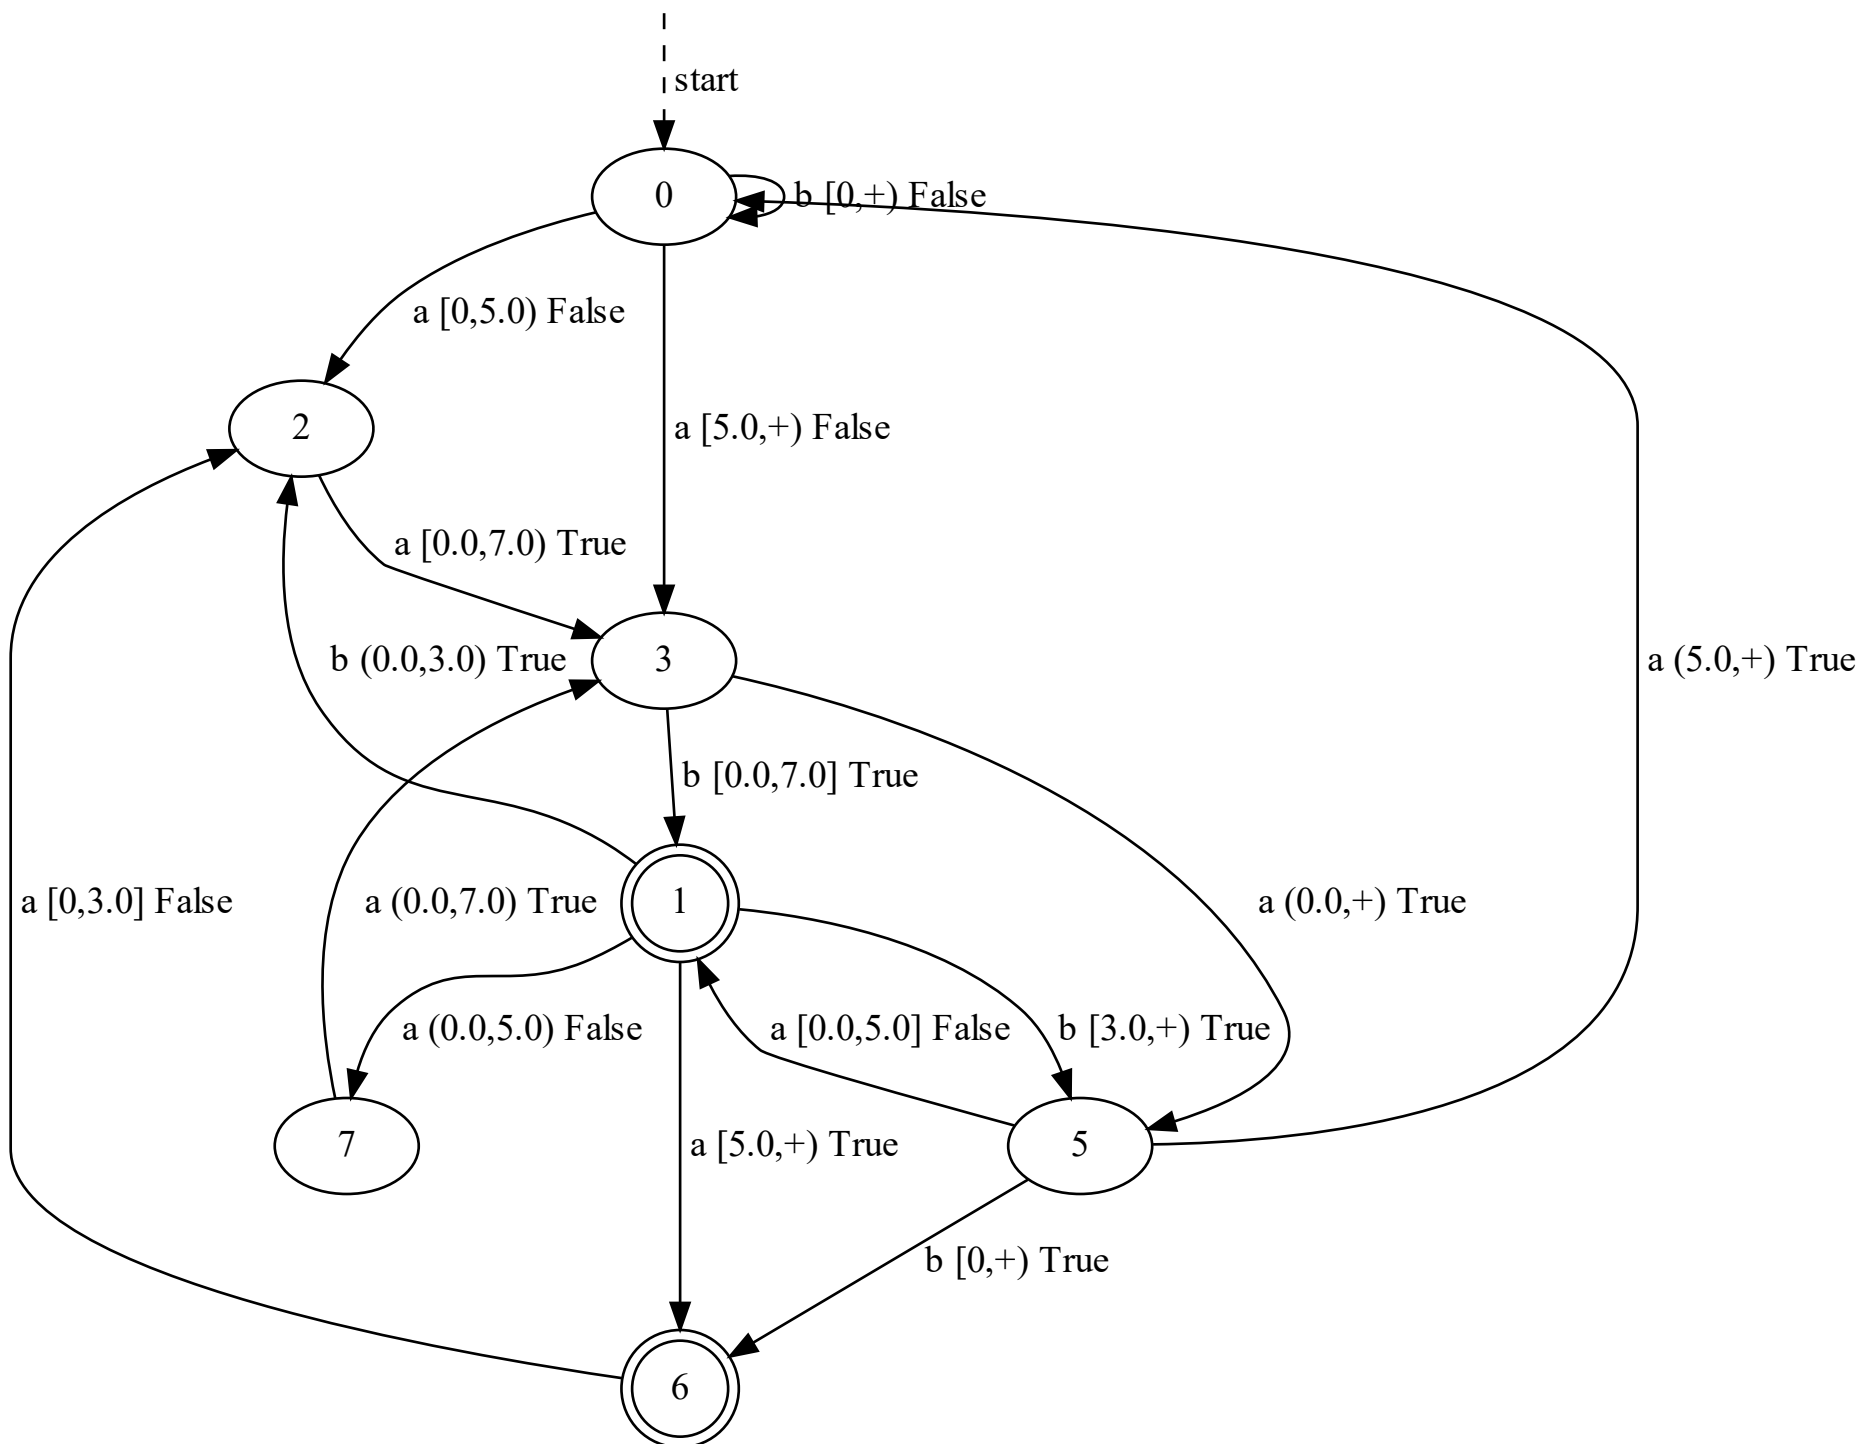 start
0
b [0,+) False
a [0,5.0) False
2
a [5.0,+) False
a [0.0,7.0) True
b (0.0,3.0) True
3
a (5.0,+) True
b [0.0,7.0] True
a [0,3.0] False
a (0.0,7.0) True
1
a (0.0,+) True
a (0.0,5.0) False
a [0.0,5.0] False
b [3.0,+) True
7
a [5.0,+) True
5
b [0,+) True
6